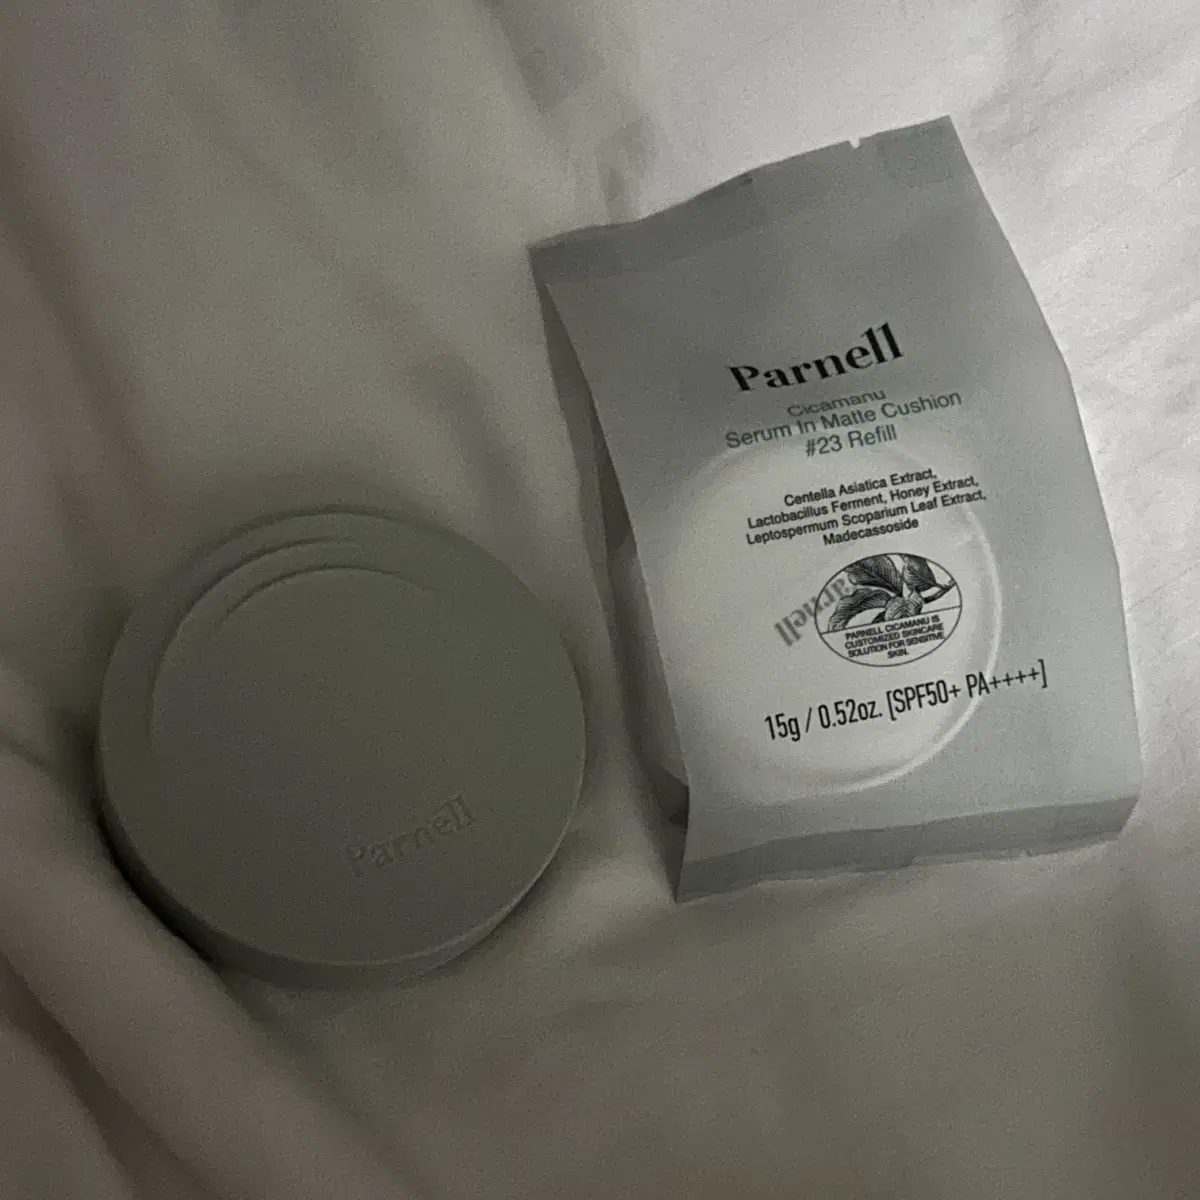 Parnell
Cicamanu
Serum In Matte Cushion
#23 Refill
Centella Asiatica Extract,
Lactobacillus Ferment, Honey Extract,
Leptospermum Scoparium Leaf Extract,
Madecassoside
Parnell
PARNELL CICAMANU IS
CUSTOMIZED SKINCARE
SOLUTION FOR SENSITIVE
SKIN.
15g / 0.52oz. [SPF50+ PA++++]
Parnell